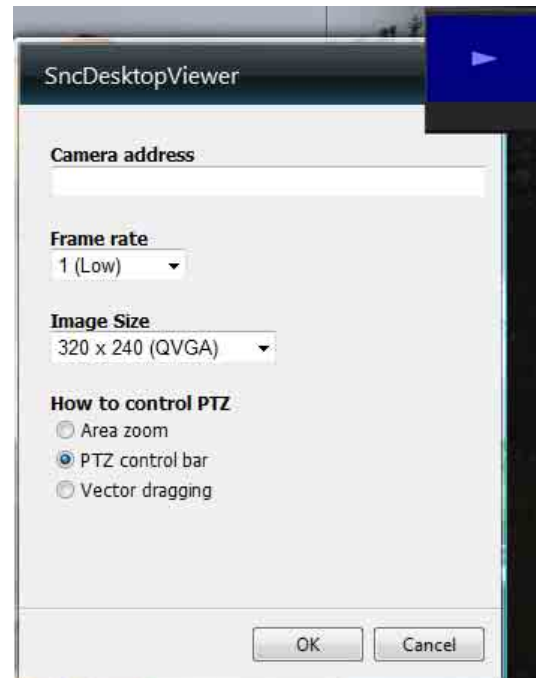 SncDesktopViewer
Camera address
Frame rate
1 (Low)
Image Size
320 x 240 (QVGA)
How to control PTZ
Area zoom
PTZ control bar
Vector dragging
OK Cancel